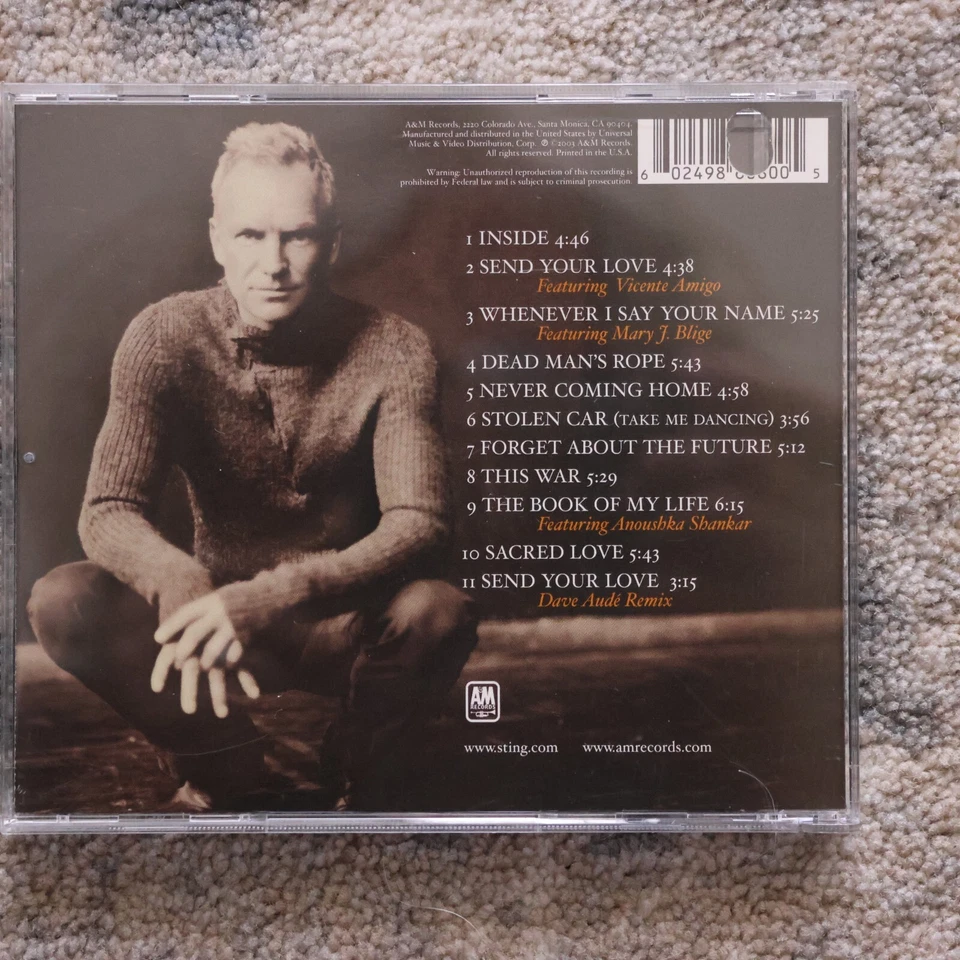 A&M Records, 2220 Colorado Ave., Santa Monica, CA 90404.
Manufactured and distributed in the United States by Universal
Music & Video Distribution, Corp. ℗ ©2003 A&M Records.
All rights reserved. Printed in the U.S.A.
Warning: Unauthorized reproduction of this recording is
prohibited by Federal law and is subject to criminal prosecution.
6 02498 600 5
1 INSIDE 4:46
2 SEND YOUR LOVE 4:38
Featuring Vicente Amigo
3 WHENEVER I SAY YOUR NAME 5:25
Featuring Mary J. Blige
4 DEAD MAN'S ROPE 5:43
5 NEVER COMING HOME 4:58
6 STOLEN CAR (TAKE ME DANCING) 3:56
7 FORGET ABOUT THE FUTURE 5:12
8 THIS WAR 5:29
9 THE BOOK OF MY LIFE 6:15
Featuring Anoushka Shankar
10 SACRED LOVE 5:43
11 SEND YOUR LOVE 3:15
Dave Audé Remix
A&M
RECORDS
www.sting.com www.amrecords.com